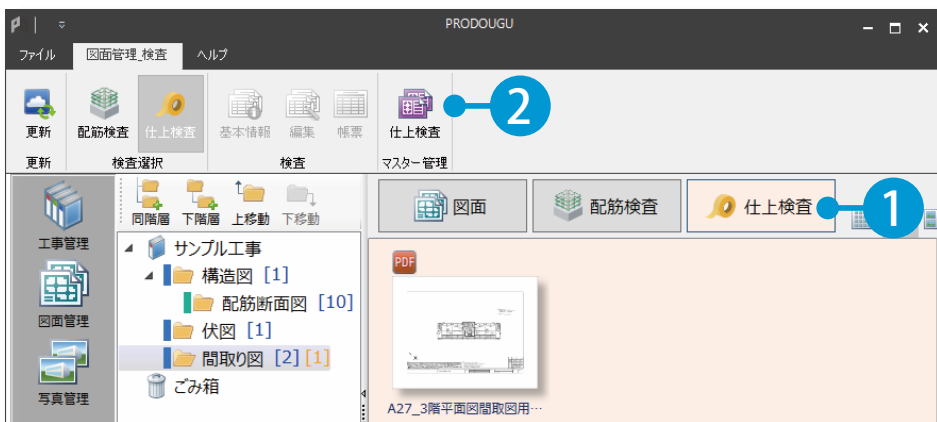 PRODOUGU
ファイル 図面管理_検査 ヘルプ
2
更新 配筋検査 仕上検査 基本情報 編集 帳票 仕上検査
更新 検査選択 検査 マスター管理
同階層 下階層 上移動 下移動
図面 配筋検査 仕上検査 1
工事管理
図面管理
写真管理
サンプル工事
構造図 [1]
配筋断面図 [10]
伏図 [1]
間取り図 [2] [1]
ごみ箱
PDF
A27_3階平面図間取図用…